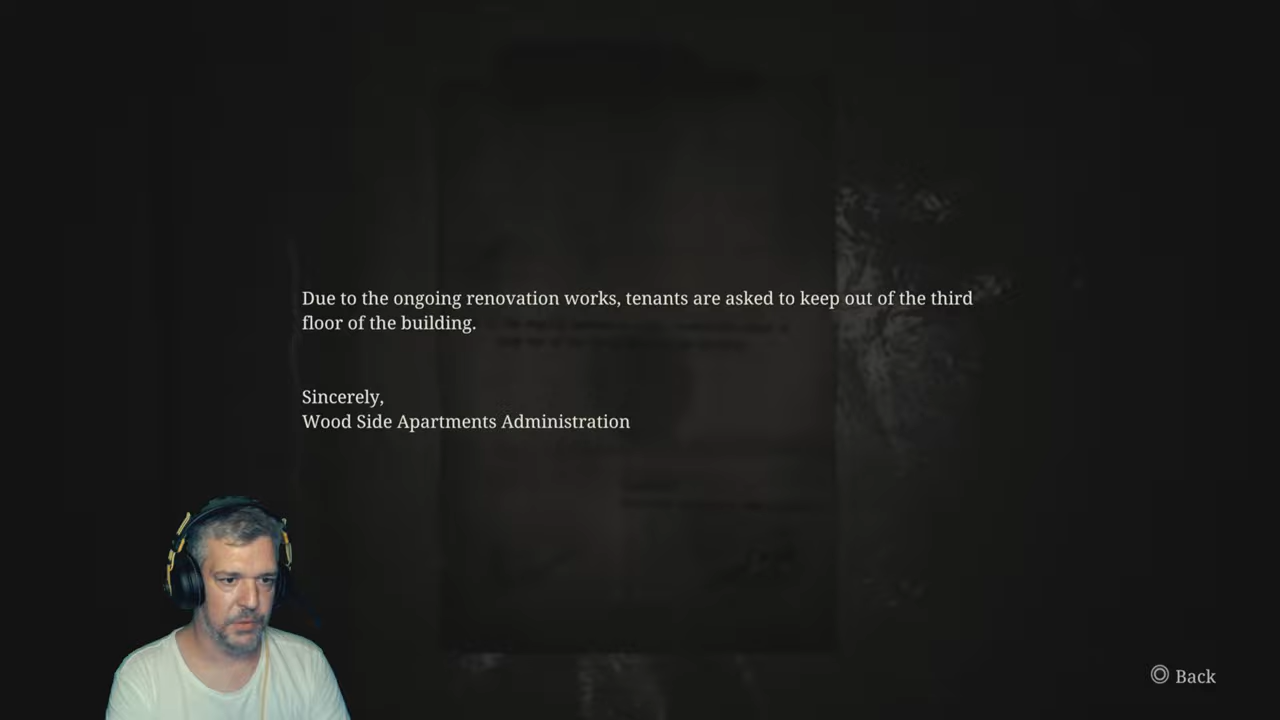 Due to the ongoing renovation works, tenants are asked to keep out of the third
floor of the building.
Sincerely,
Wood Side Apartments Administration
Back